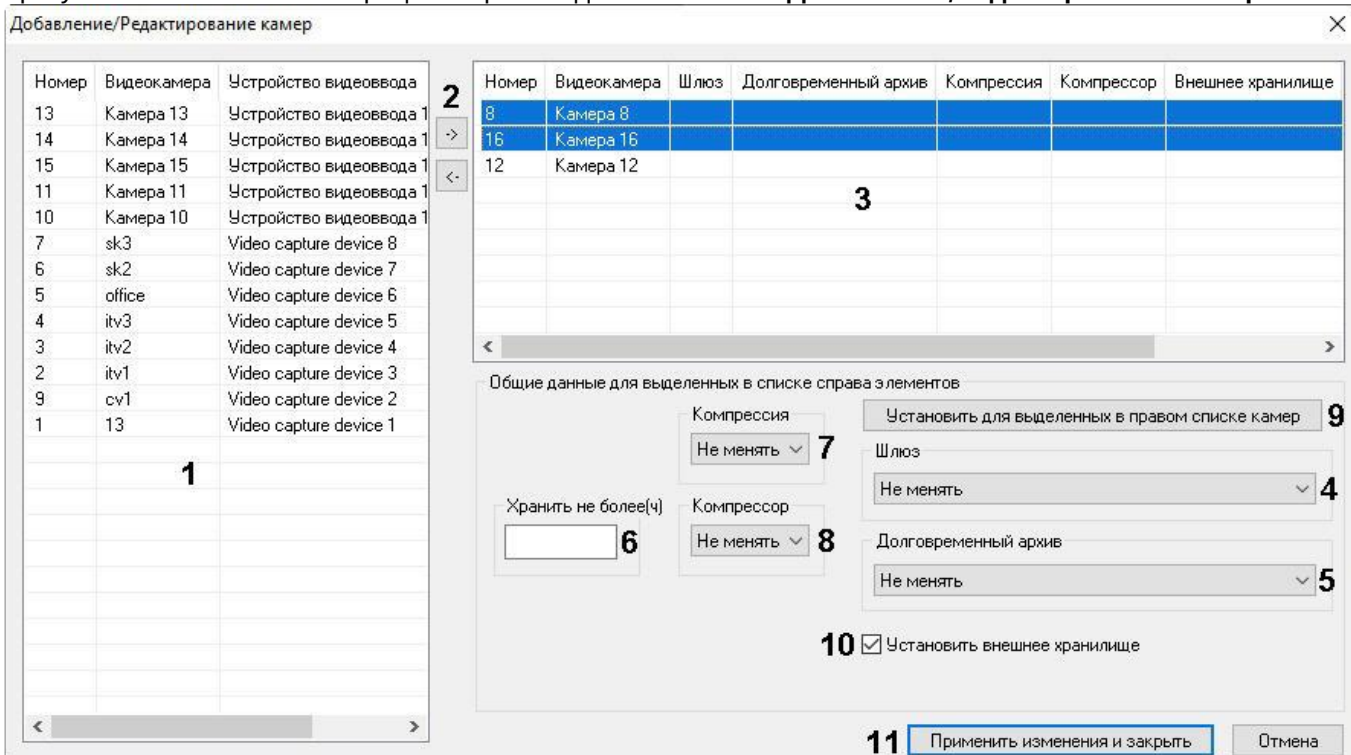 Добавление/Редактирование камер
Номер Видеокамера Устройство видеоввода
13 Камера 13 Устройство видеоввода 1
14 Камера 14 Устройство видеоввода 1
15 Камера 15 Устройство видеоввода 1
11 Камера 11 Устройство видеоввода 1
10 Камера 10 Устройство видеоввода 1
7 sk3 Video capture device 8
6 sk2 Video capture device 7
5 office Video capture device 6
4 itv3 Video capture device 5
3 itv2 Video capture device 4
2 itv1 Video capture device 3
9 cv1 Video capture device 2
1 13 Video capture device 1
1
2
->
<-
Номер Видеокамера Шлюз Долговременный архив Компрессия Компрессор Внешнее хранилище
8 Камера 8
16 Камера 16
12 Камера 12
3
Общие данные для выделенных в списке справа элементов
Компрессия
Не менять 7
Установить для выделенных в правом списке камер 9
Шлюз
Не менять 4
Хранить не более(ч)
6
Компрессор
Не менять 8
Долговременный архив
Не менять 5
10 Установить внешнее хранилище
11 Применить изменения и закрыть Отмена